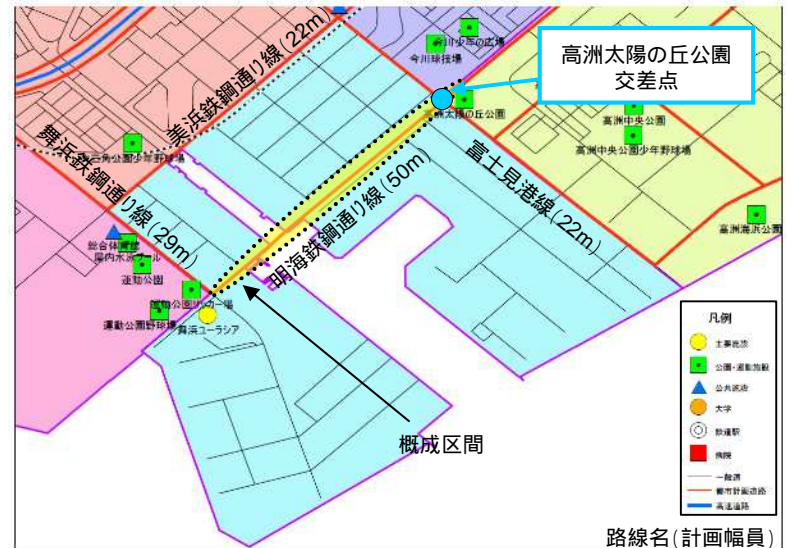 美浜鉄鋼通り線(22m)
今川少年の広場
今川球技場
高洲太陽の丘公園
交差点
高洲太陽の丘公園
高洲中央公園
高洲中央公園少年野球場
舞浜鉄鋼通り線(29m)
明海鉄鋼通り線(50m)
富士見港線(22m)
高洲海浜公園
総合体育館
屋内水泳プール
運動公園
運動公園野球場
舞浜ユーラシア
概成区間
凡例
主要施設
公園・運動施設
公共施設
大学
鉄道駅
病院
一般道
都市計画道路
高速道路
路線名(計画幅員)